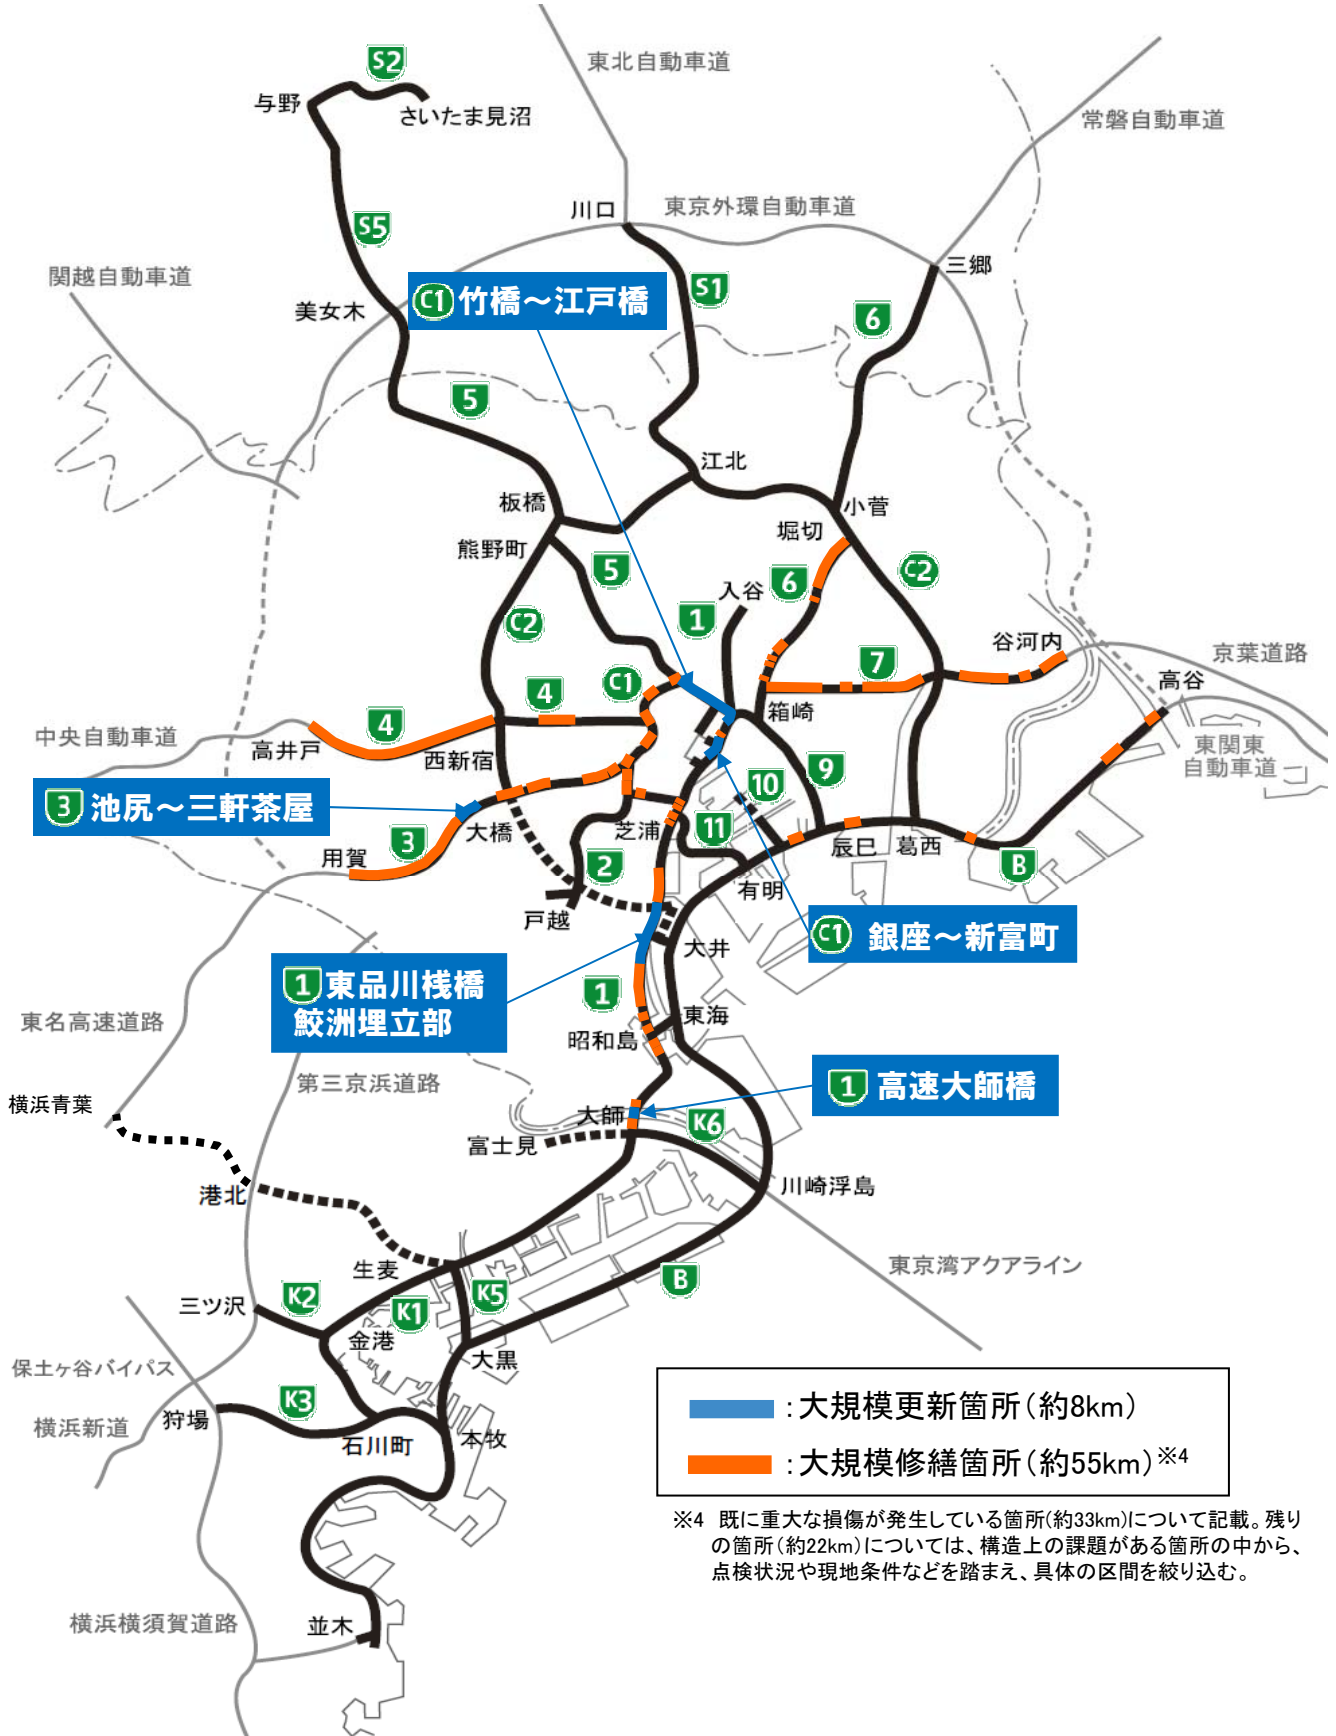 S2
東北自動車道
与野
さいたま見沼
常磐自動車道
川口
東京外環自動車道
S5
関越自動車道
三郷
S1
C1 竹橋～江戸橋
美女木
6
5
江北
板橋
小菅
堀切
熊野町
5
6
C2
入谷
1
C2
谷河内
7
京葉道路
C1
高谷
4
箱崎
4
中央自動車道
高井戸
西新宿
東関東
自動車道
9
10
3 池尻～三軒茶屋
大橋
芝浦
11
辰巳
葛西
3
用賀
2
B
有明
戸越
C1 銀座～新富町
大井
1 東品川桟橋
鮫洲埋立部
1
東海
東名高速道路
昭和島
第三京浜道路
1 高速大師橋
横浜青葉
大師
K6
富士見
港北
川崎浮島
東京湾アクアライン
生麦
B
K2
K5
三ツ沢
K1
金港
大黒
保土ヶ谷バイパス
K3
狩場
横浜新道
石川町
本牧
：大規模更新箇所（約8km）
：大規模修繕箇所（約55km）※4
※4 既に重大な損傷が発生している箇所(約33km)について記載。残り
の箇所（約22km）については、構造上の課題がある箇所の中から、
点検状況や現地条件などを踏まえ、具体の区間を絞り込む。
横浜横須賀道路
並木